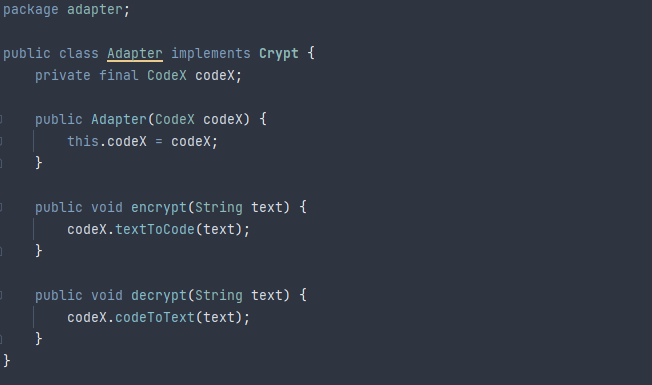 package adapter;
public class Adapter implements Crypt {
    private final CodeX codeX;
    public Adapter(CodeX codeX) {
        this.codeX = codeX;
    }
    public void encrypt(String text) {
        codeX.textToCode(text);
    }
    public void decrypt(String text) {
        codeX.codeToText(text);
    }
}